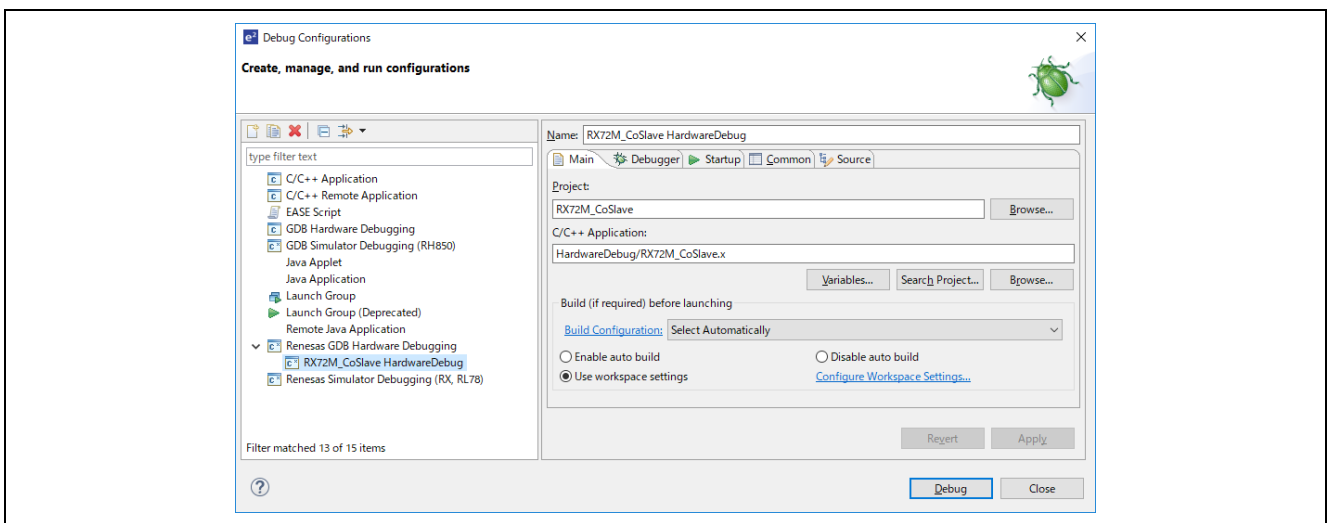 e² Debug Configurations
Create, manage, and run configurations
type filter text
C/C++ Application
C/C++ Remote Application
EASE Script
GDB Hardware Debugging
GDB Simulator Debugging (RH850)
Java Applet
Java Application
Launch Group
Launch Group (Deprecated)
Remote Java Application
Renesas GDB Hardware Debugging
RX72M_CoSlave HardwareDebug
Renesas Simulator Debugging (RX, RL78)
Filter matched 13 of 15 items
Name: RX72M_CoSlave HardwareDebug
Main Debugger Startup Common Source
Project:
RX72M_CoSlave Browse...
C/C++ Application:
HardwareDebug/RX72M_CoSlave.x
Variables... Search Project... Browse...
Build (if required) before launching
Build Configuration: Select Automatically
Enable auto build Disable auto build
Use workspace settings Configure Workspace Settings...
Revert Apply
? Debug Close